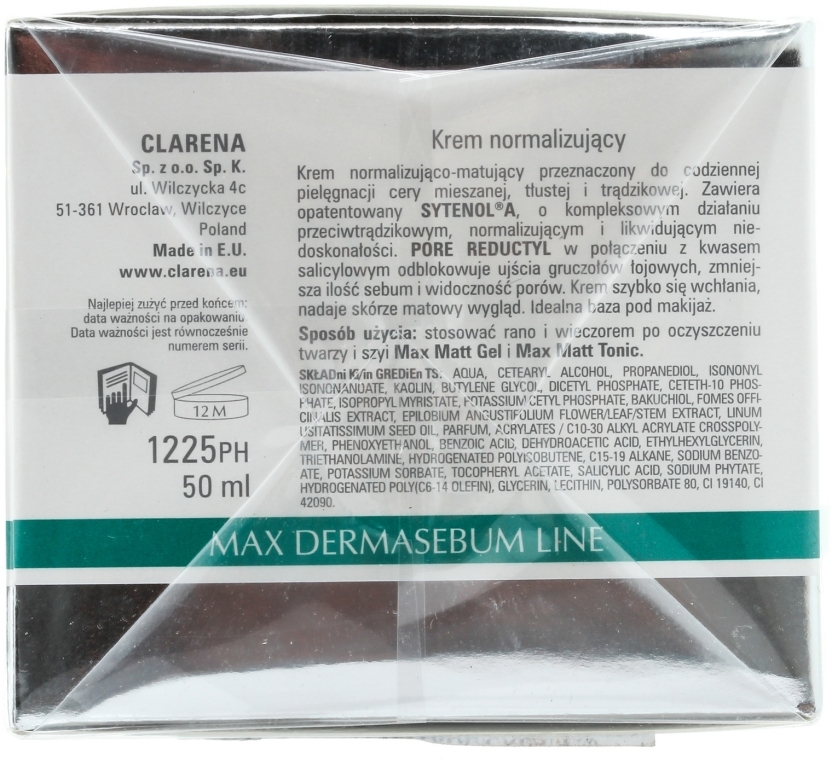 CLARENA
Sp. z o.o. Sp. K.
ul. Wilczycka 4c
51-361 Wrocław, Wilczyce
Poland
Made in E.U.
www.clarena.eu
Najlepiej zużyć przed końcem:
data ważności na opakowaniu.
Data ważności jest równocześnie
numerem serii.
12 M
1225PH
50 ml
Krem normalizujący
Krem normalizująco-matujący przeznaczony do codziennej
pielęgnacji cery mieszanej, tłustej i trądzikowej. Zawiera
opatentowany SYTENOL®A, o kompleksowym działaniu
przeciwtrądzikowym, normalizującym i likwidującym nie-
doskonałości. PORE REDUCTYL w połączeniu z kwasem
salicylowym odblokowuje ujścia gruczołów łojowych, zmniej-
sza ilość sebum i widoczność porów. Krem szybko się wchłania,
nadaje skórze matowy wygląd. Idealna baza pod makijaż.
Sposób użycia: stosować rano i wieczorem po oczyszczeniu
twarzy i szyi Max Matt Gel i Max Matt Tonic.
SKŁADniKi/in GREDiEn TS: AQUA, CETEARYL ALCOHOL, PROPANEDIOL, ISONONYL
ISONONANOATE, KAOLIN, BUTYLENE GLYCOL, DICETYL PHOSPHATE, CETETH-10 PHOS-
PHATE, ISOPROPYL MYRISTATE, POTASSIUM CETYL PHOSPHATE, BAKUCHIOL, FOMES OFFI-
CINALIS EXTRACT, EPILOBIUM ANGUSTIFOLIUM FLOWER/LEAF/STEM EXTRACT, LINUM
USITATISSIMUM SEED OIL, PARFUM, ACRYLATES / C10-30 ALKYL ACRYLATE CROSSPOLY-
MER, PHENOXYETHANOL, BENZOIC ACID, DEHYDROACETIC ACID, ETHYLHEXYLGLYCERIN,
TRIETHANOLAMINE, HYDROGENATED POLYISOBUTENE, C15-19 ALKANE, SODIUM BENZO-
ATE, POTASSIUM SORBATE, TOCOPHERYL ACETATE, SALICYLIC ACID, SODIUM PHYTATE,
HYDROGENATED POLY(C6-14 OLEFIN), GLYCERIN, LECITHIN, POLYSORBATE 80, CI 19140, CI
42090.
MAX DERMASEBUM LINE